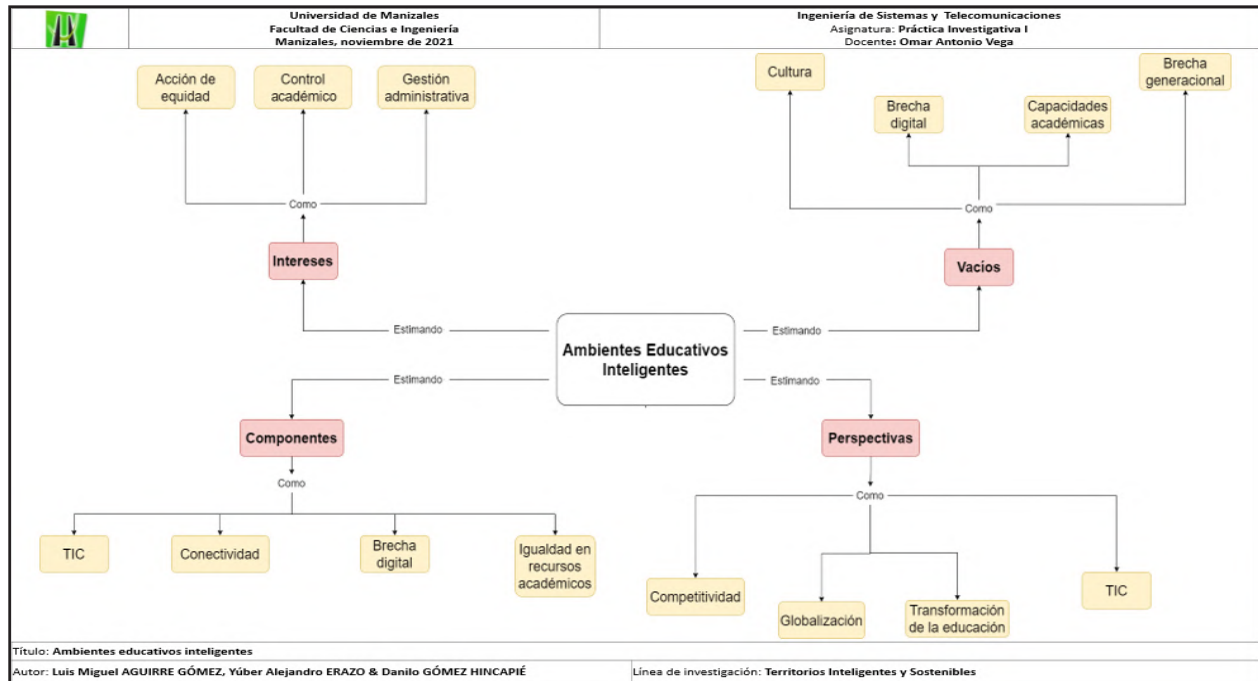 Universidad de Manizales
Facultad de Ciencias e Ingeniería
Manizales, noviembre de 2021
Ingeniería de Sistemas y Telecomunicaciones
Asignatura: Práctica Investigativa I
Docente: Omar Antonio Vega
Acción de
equidad
Control
académico
Gestión
administrativa
Como
Intereses
Estimando
Cultura
Brecha
digital
Capacidades
académicas
Brecha
generacional
Como
Vacíos
Estimando
Ambientes Educativos
Inteligentes
Estimando
Componentes
Como
TIC
Conectividad
Brecha
digital
Igualdad en
recursos
académicos
Estimando
Perspectivas
Como
Competitividad
Globalización
Transformación
de la educación
TIC
Título: Ambientes educativos inteligentes
Autor: Luis Miguel AGUIRRE GÓMEZ, Yúber Alejandro ERAZO & Danilo GÓMEZ HINCAPIÉ
Línea de investigación: Territorios Inteligentes y Sostenibles